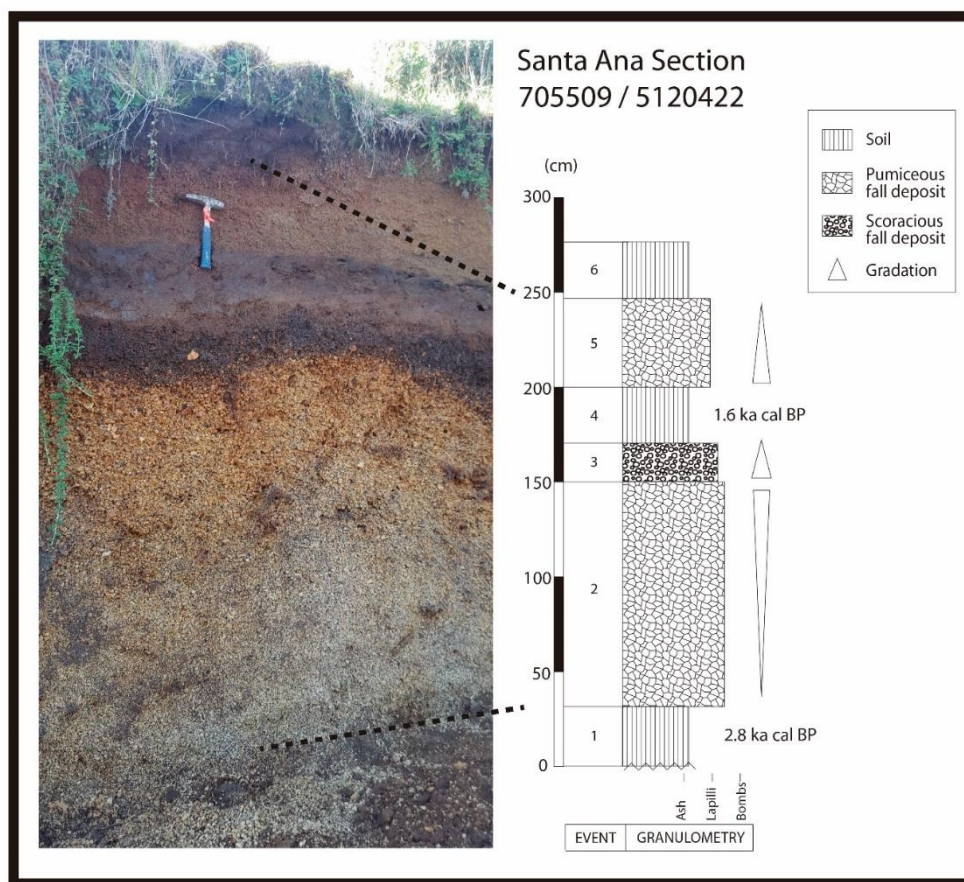 Santa Ana Section
705509 / 5120422
Soil
Pumiceous
fall deposit
Scoracious
fall deposit
Gradation
(cm)
300
250
200
150
100
50
0
6
5
4
3
2
1
1.6 ka cal BP
2.8 ka cal BP
Ash
Lapilli
Bombs
EVENT
GRANULOMETRY